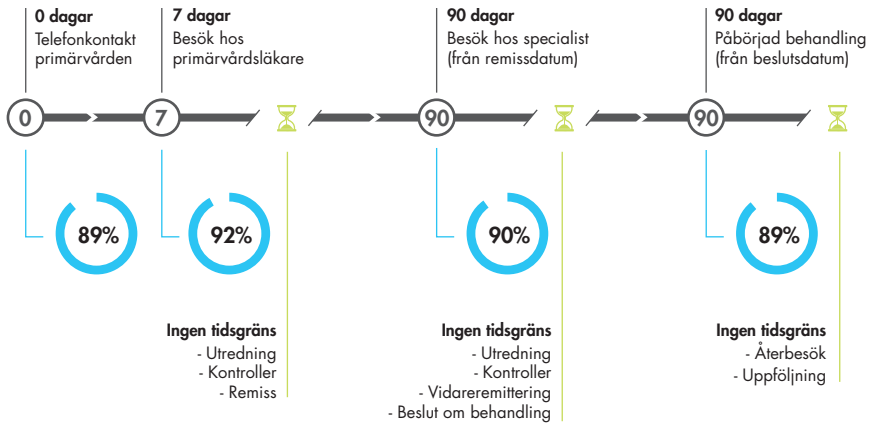 0 dagar
Telefonkontakt
primärvården
7 dagar
Besök hos
primärvårdsläkare
90 dagar
Besök hos specialist
(från remissdatum)
90 dagar
Påbörjad behandling
(från beslutsdatum)
0
7
90
90
89%
92%
90%
89%
Ingen tidsgräns
- Utredning
- Kontroller
- Remiss
Ingen tidsgräns
- Utredning
- Kontroller
- Vidareremittering
- Beslut om behandling
Ingen tidsgräns
- Återbesök
- Uppföljning